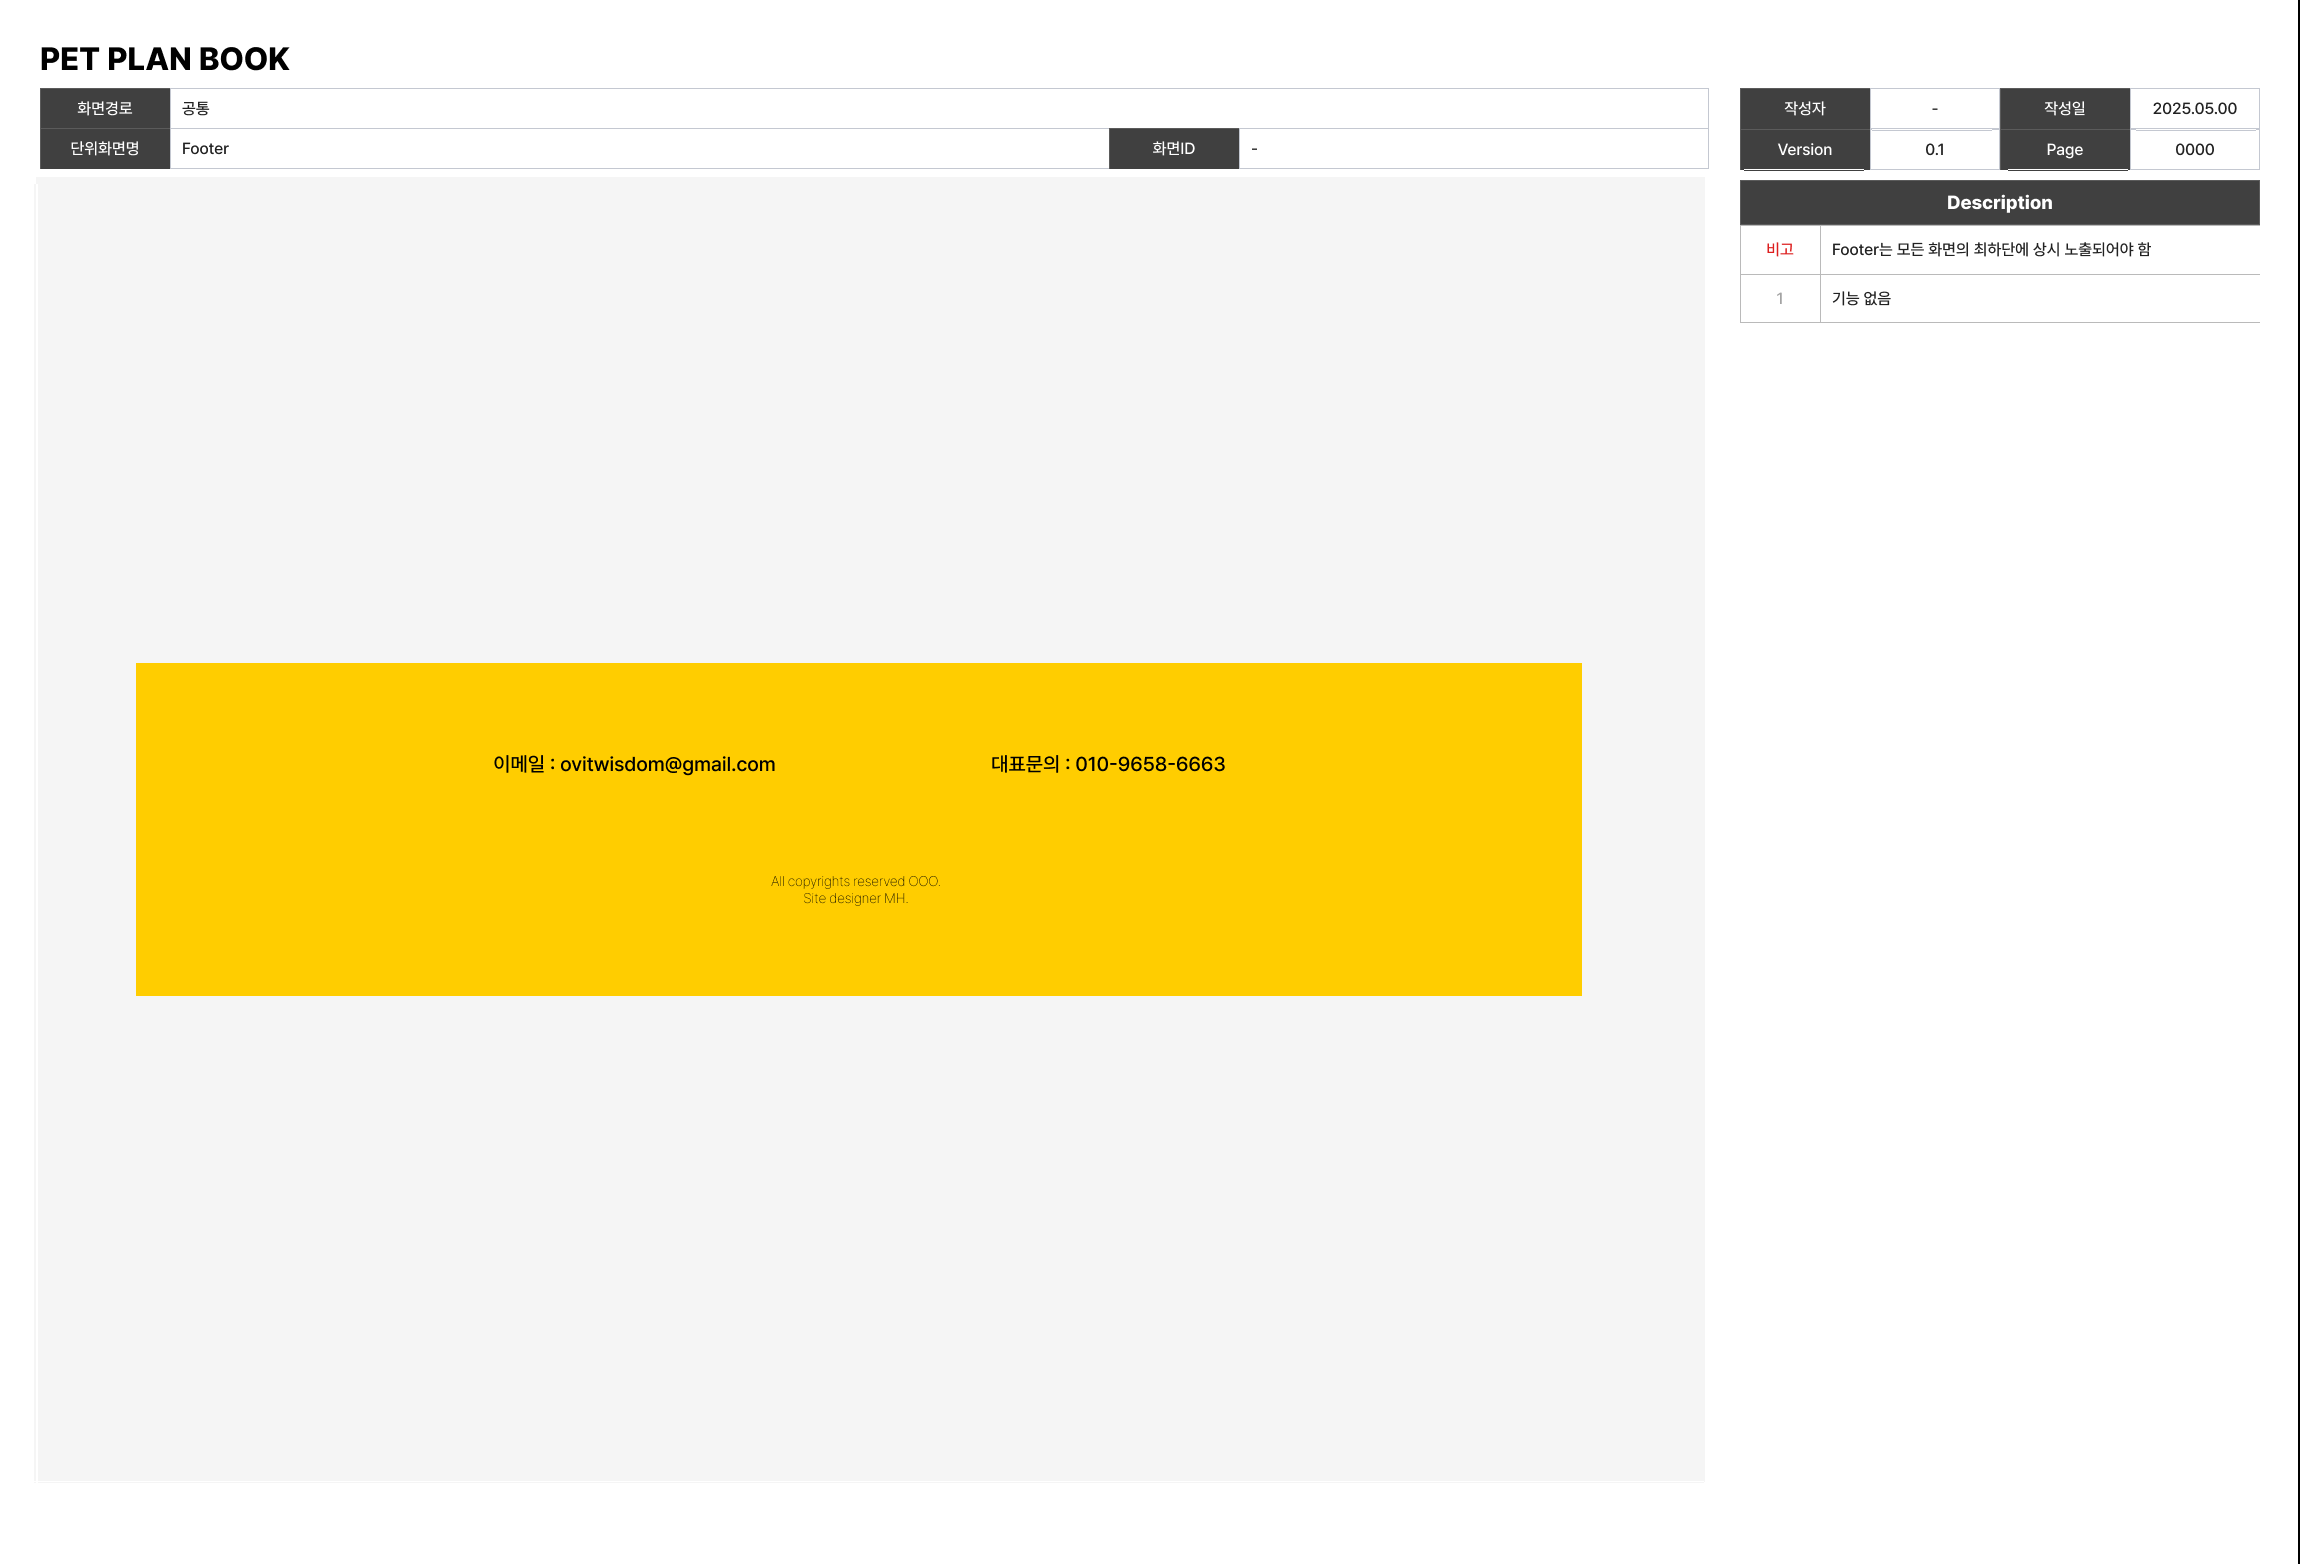 PET PLAN BOOK
화면경로 공통
단위화면명 Footer 화면ID -
작성자 - 작성일 2025.05.00
Version 0.1 Page 0000
Description
비고 Footer는 모든 화면의 최하단에 상시 노출되어야 함
1 기능 없음
이메일 : ovitwisdom@gmail.com 대표문의 : 010-9658-6663
All copyrights reserved OOO.
Site designer MH.